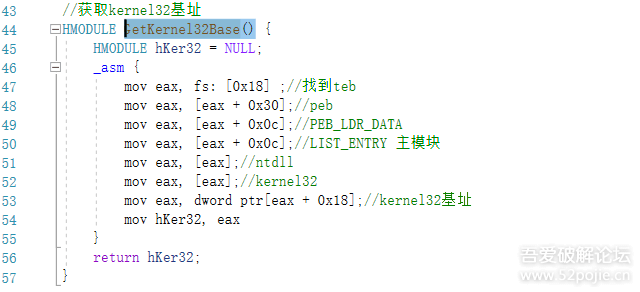 43 //获取kernel32基址
44 HMODULE GetKernel32Base() {
45 HMODULE hKer32 = NULL;
46 _asm {
47 mov eax, fs: [0x18] ;//找到teb
48 mov eax, [eax + 0x30];//peb
49 mov eax, [eax + 0x0c];//PEB_LDR_DATA
50 mov eax, [eax + 0x0c];//LIST_ENTRY 主模块
51 mov eax, [eax];//ntdll
52 mov eax, [eax];//kernel32
53 mov eax, dword ptr[eax + 0x18];//kernel32基址
54 mov hKer32, eax
55 }
56 return hKer32;
57 }
吾爱破解论坛
www.52pojie.cn